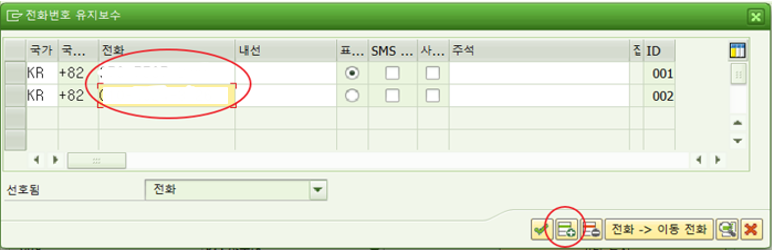 전화번호 유지보수
국가 국... 전화 내선 표... SMS ... 사... 주석 집 ID
KR +82 001
KR +82 002
선호됨 전화
전화 -> 이동 전화